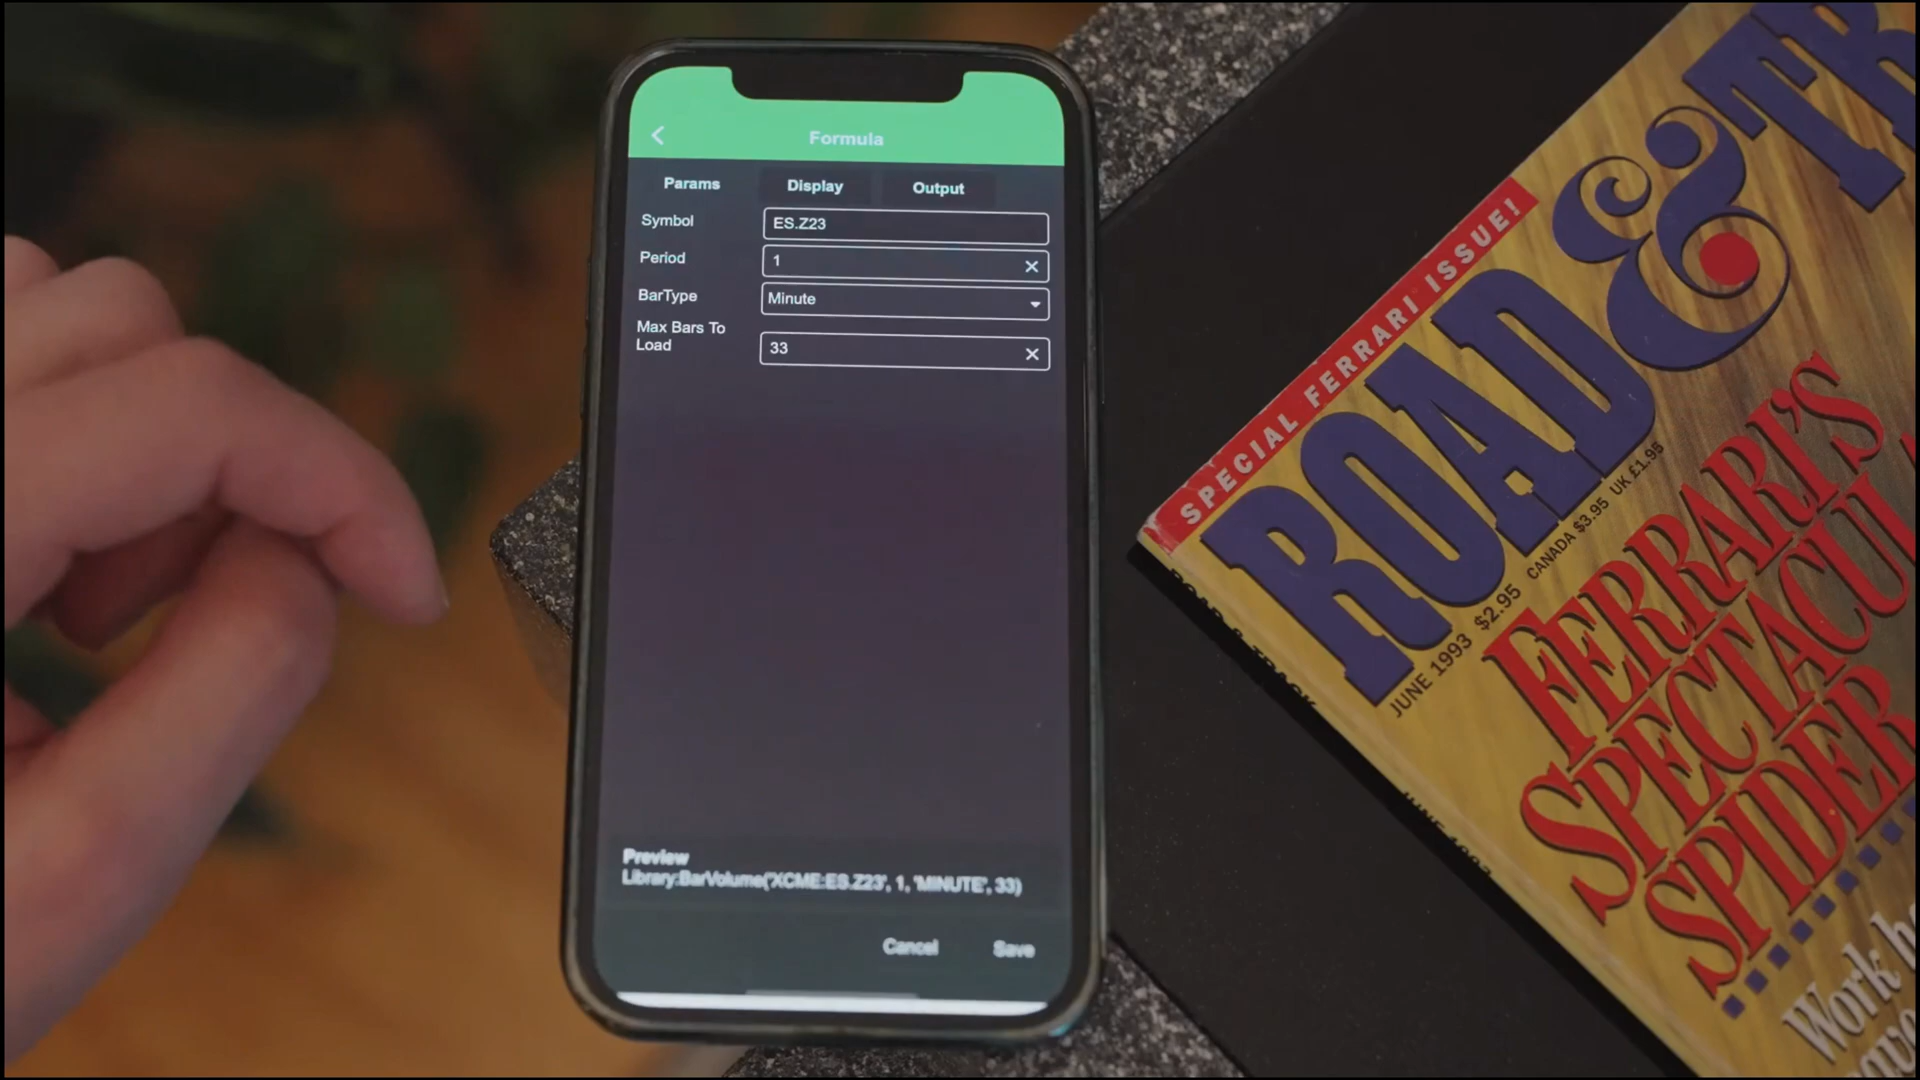 Formula
Params Display Output
Symbol ES.Z23
Period 1
BarType Minute
Max Bars To
Load 33
Preview
Library:BarVolume('XCME:ES.Z23', 1, 'MINUTE', 33)
Cancel Save
SPECIAL FERRARI ISSUE!
ROAD & TR
JUNE 1993 $2.95 CANADA $3.95 UK £1.95
FERRARI'S
SPECTACU
SPIDER
Work